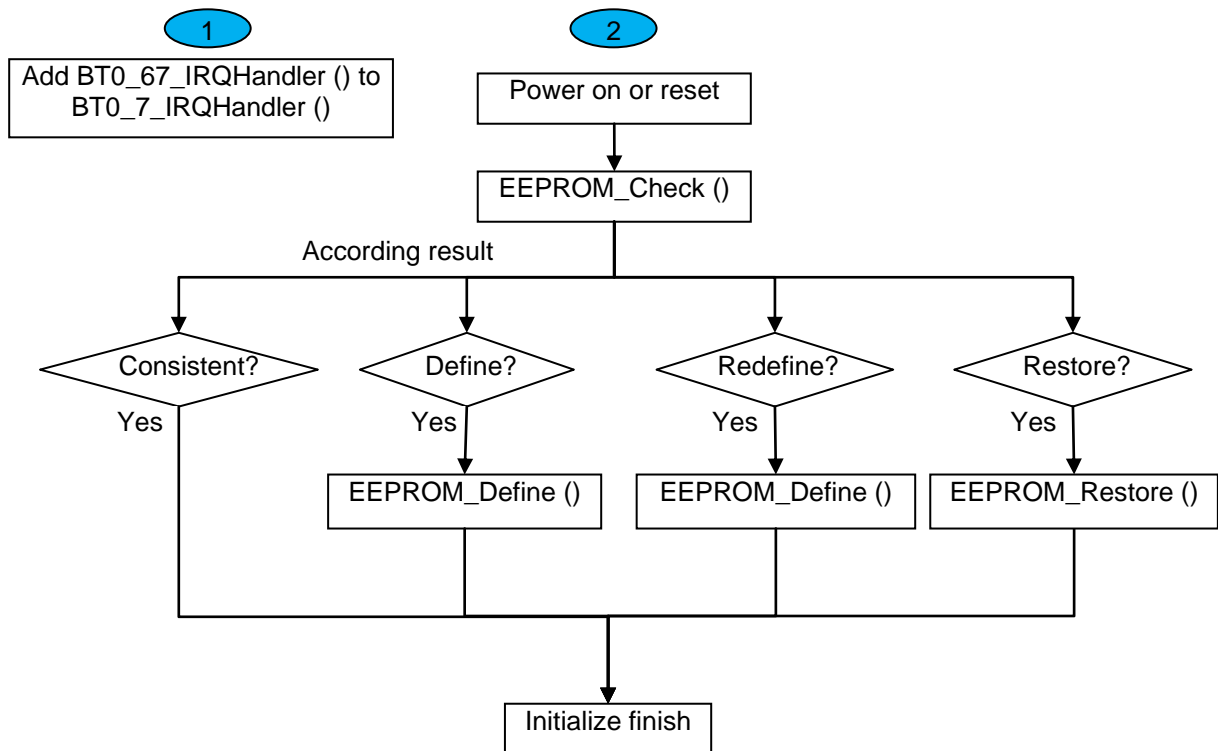 1
2
Add BT0_67_IRQHandler () to
BT0_7_IRQHandler ()
Power on or reset
EEPROM_Check ()
According result
Consistent?
Define?
Redefine?
Restore?
Yes
Yes
Yes
Yes
EEPROM_Define ()
EEPROM_Define ()
EEPROM_Restore ()
Initialize finish